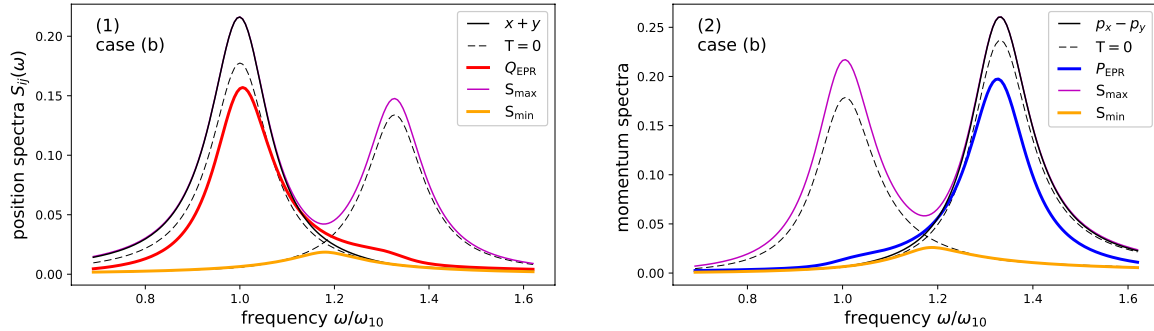 (1)
case (b)
x + y
T = 0
Q_EPR
S_max
S_min
position spectra S_ij(ω)
0.20
0.15
0.10
0.05
0.00
0.8
1.0
1.2
1.4
1.6
frequency ω/ω_10
(2)
case (b)
p_x − p_y
T = 0
P_EPR
S_max
S_min
momentum spectra
0.25
0.20
0.15
0.10
0.05
0.00
0.8
1.0
1.2
1.4
1.6
frequency ω/ω_10